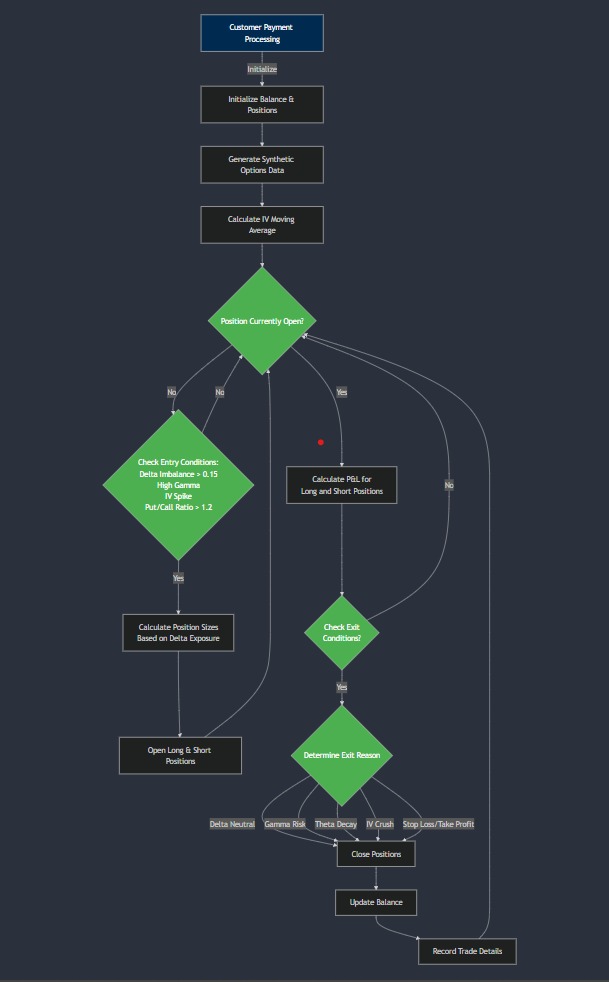 Customer Payment
Processing
Initialize
Initialize Balance &
Positions
Generate Synthetic
Options Data
Calculate IV Moving
Average
Position Currently Open?
No
No
Yes
Check Entry Conditions:
Delta Imbalance > 0.15
High Gamma
IV Spike
Put/Call Ratio > 1.2
Calculate P&L for
Long and Short Positions
No
Yes
Calculate Position Sizes
Based on Delta Exposure
Check Exit
Conditions?
Yes
Open Long & Short
Positions
Determine Exit Reason
Delta Neutral
Gamma Risk
Theta Decay
IV Crush
Stop Loss/Take Profit
Close Positions
Update Balance
Record Trade Details